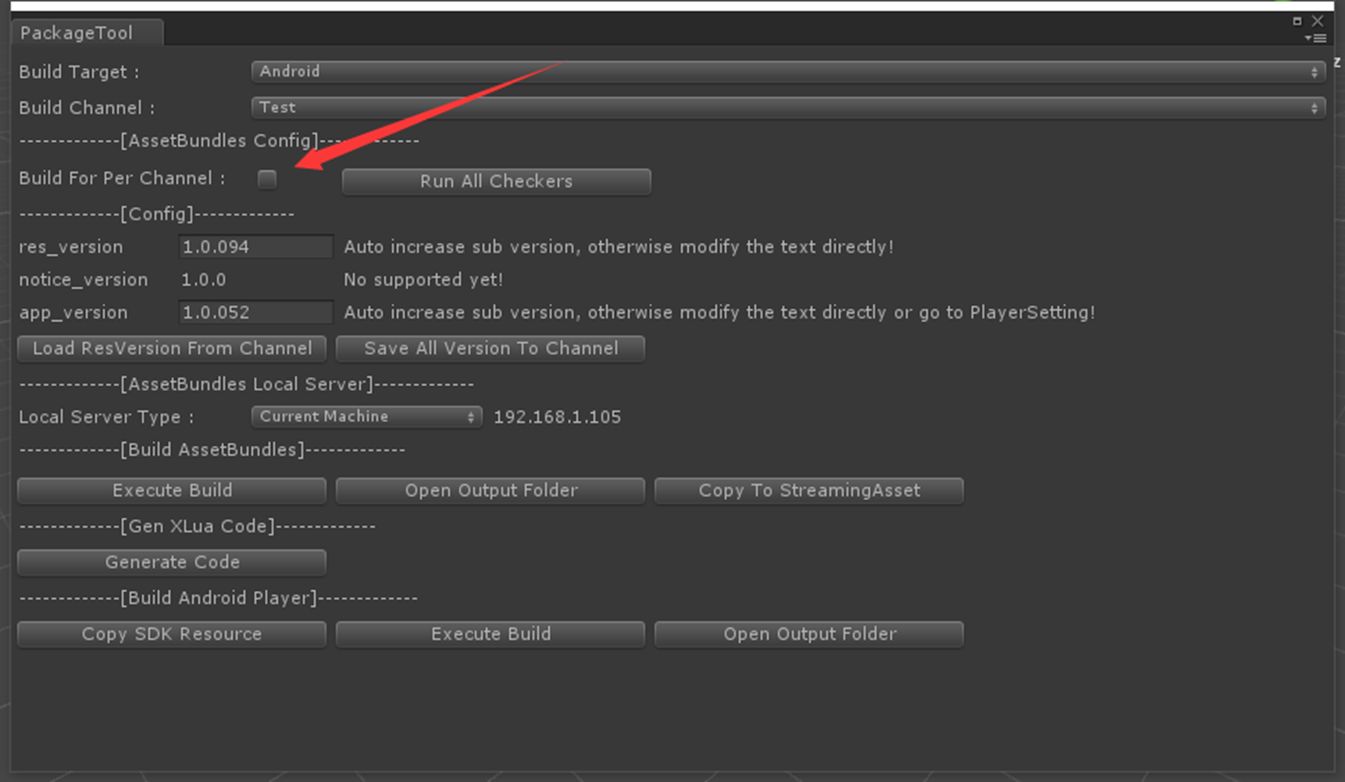 PackageTool
Build Target : Android
z
Build Channel : Test
-------------[AssetBundles Config]-------------
Build For Per Channel : Run All Checkers
-------------[Config]-------------
res_version 1.0.094 Auto increase sub version, otherwise modify the text directly!
notice_version 1.0.0 No supported yet!
app_version 1.0.052 Auto increase sub version, otherwise modify the text directly or go to PlayerSetting!
Load ResVersion From Channel Save All Version To Channel
-------------[AssetBundles Local Server]-------------
Local Server Type : Current Machine 192.168.1.105
-------------[Build AssetBundles]-------------
Execute Build Open Output Folder Copy To StreamingAsset
-------------[Gen XLua Code]-------------
Generate Code
-------------[Build Android Player]-------------
Copy SDK Resource Execute Build Open Output Folder